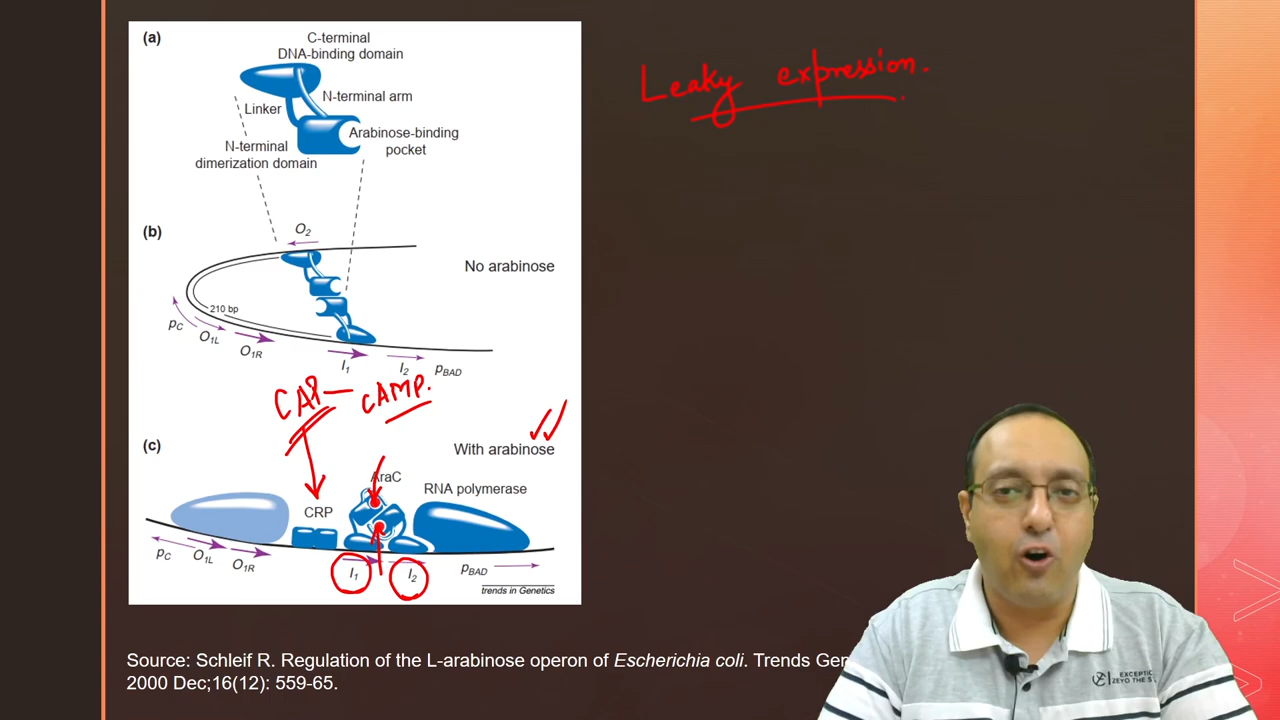 (a)
C-terminal
DNA-binding domain
N-terminal arm
Linker
Arabinose-binding
pocket
N-terminal
dimerization domain
Leaky expression.
(b)
O2
No arabinose
210 bp
pC
O1L
O1R
I1
I2
pBAD
CAP - cAMP.
(c)
With arabinose
AraC
RNA polymerase
CRP
pC
O1L
O1R
I1
I2
pBAD
trends in Genetics
Source: Schleif R. Regulation of the L-arabinose operon of Escherichia coli. Trends
2000 Dec;16(12): 559-65.